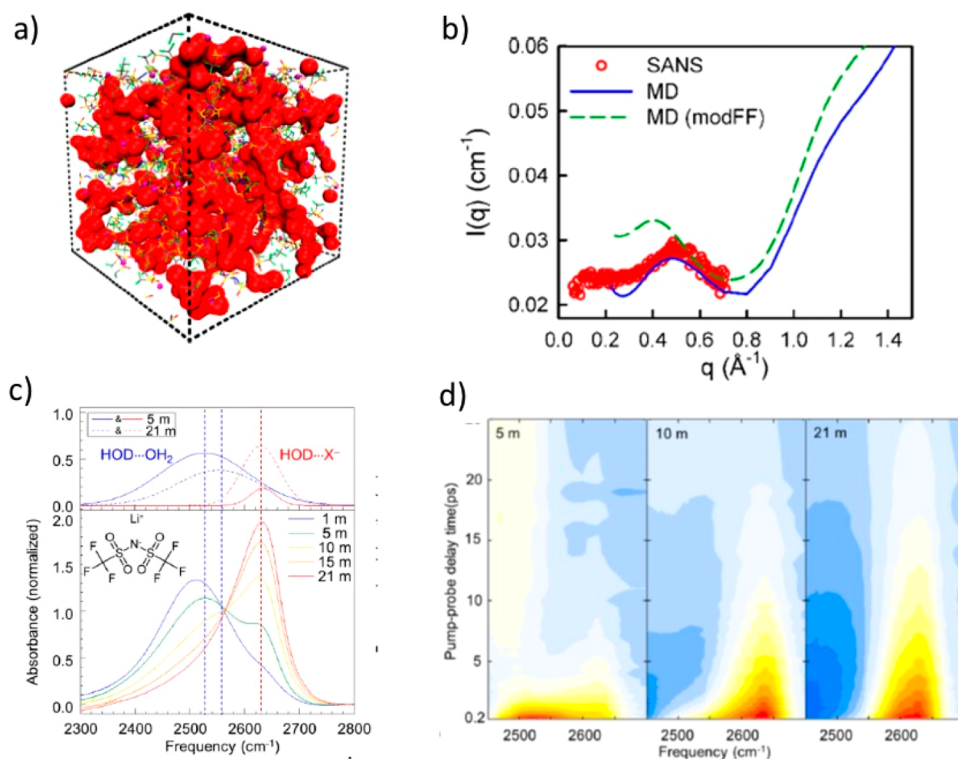 a)
b)
0.06
0.05
0.04
0.03
0.02
I(q) (cm⁻¹)
SANS
MD
MD (modFF)
0.0 0.2 0.4 0.6 0.8 1.0 1.2 1.4
q (Å⁻¹)
c)
1.0
0.5
0.0
& 5 m
& 21 m
HOD···OH₂
HOD···X⁻
2.0
1.5
1.0
0.5
0.0
Absorbance (normalized)
Li⁺
O O O O
F S N S F
F F F F
1 m
5 m
10 m
15 m
21 m
2300 2400 2500 2600 2700 2800
Frequency (cm⁻¹)
d)
5 m 10 m 21 m
20
15
10
5
0.2
Pump-probe delay time(ps)
2500 2600 2500 2600 2500 2600
Frequency (cm⁻¹)